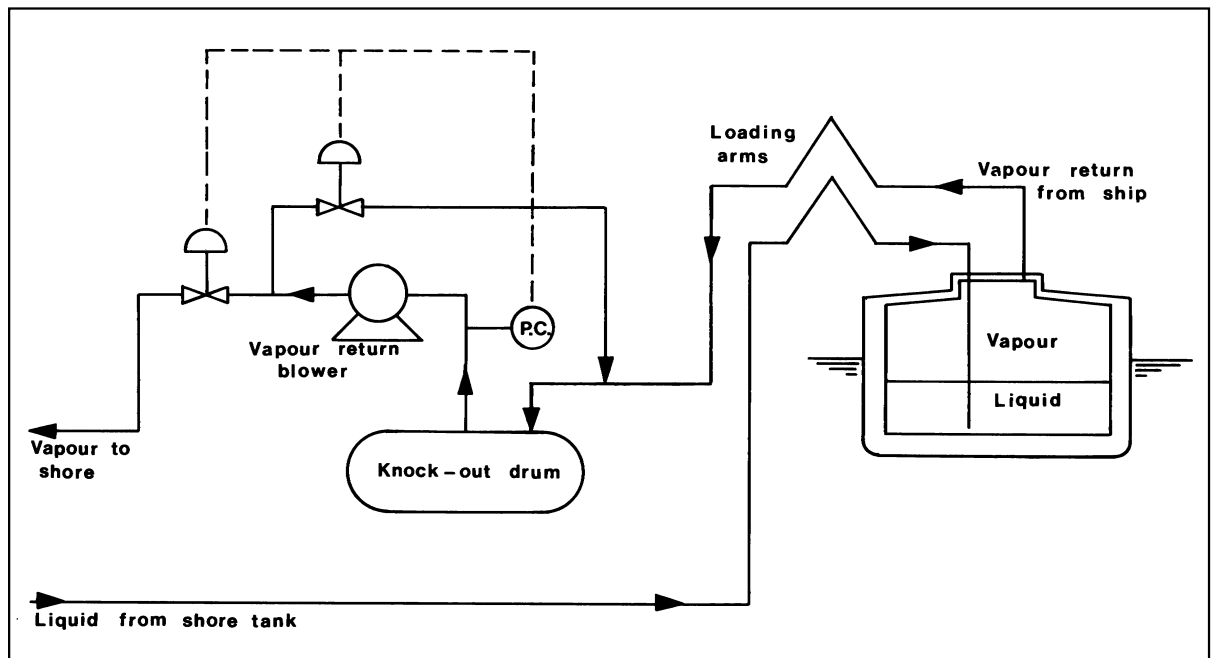 Loading
arms
Vapour return
from ship
P.C.
Vapour return
blower
Vapour
Liquid
Vapour to
shore
Knock-out drum
Liquid from shore tank